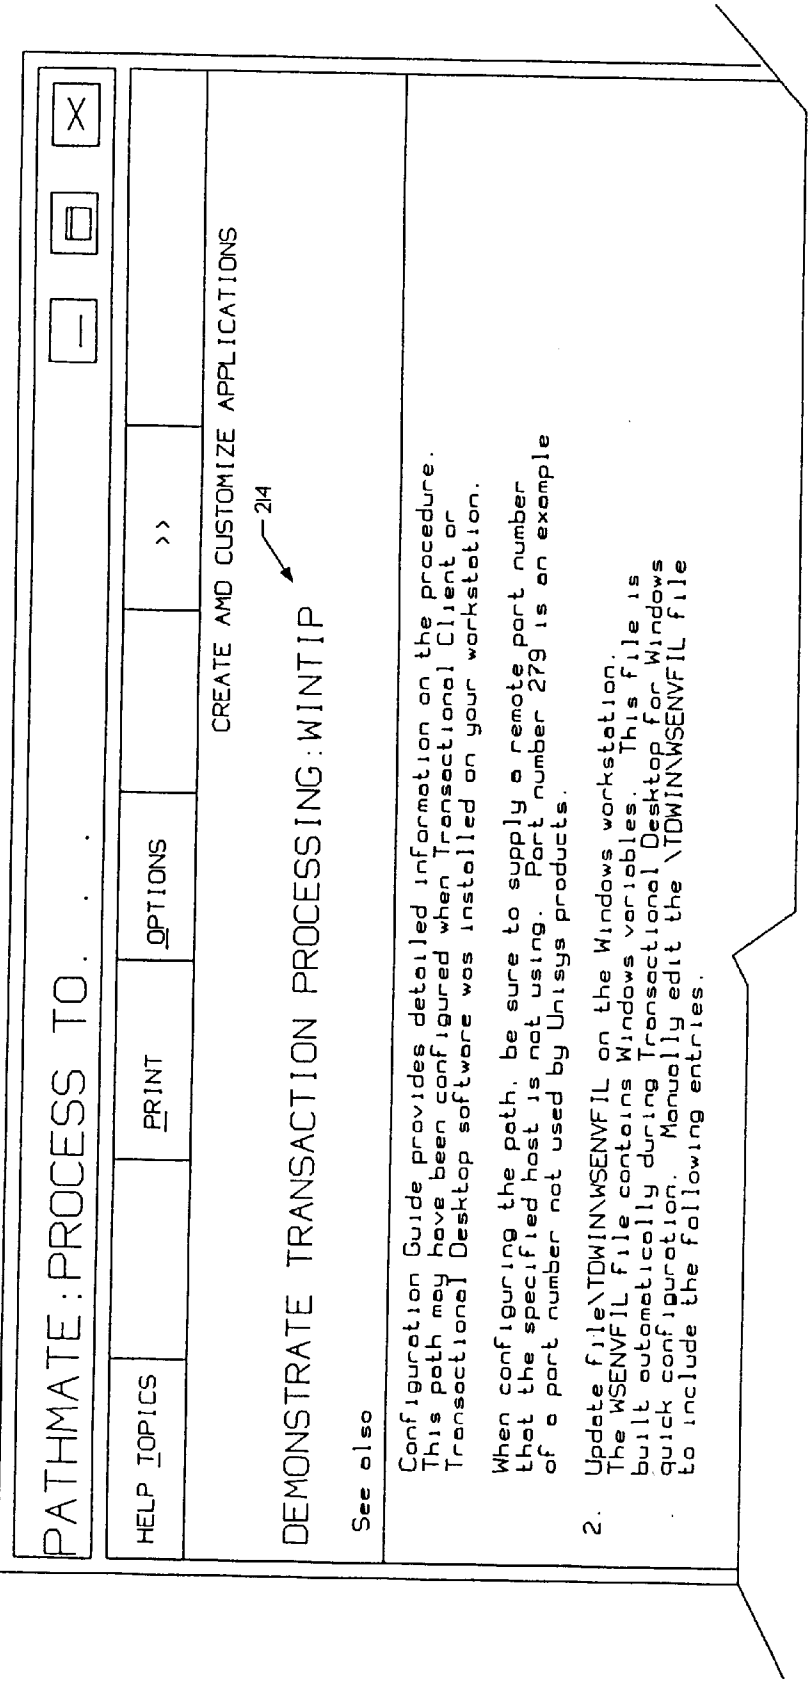 PATHMATE:PROCESS TO. . . .
HELP TOPICS
PRINT
OPTIONS
>>
CREATE AMD CUSTOMIZE APPLICATIONS
214
DEMONSTRATE TRANSACTION PROCESSING:WINTIP
See also
Configuration Guide provides detailed information on the procedure.
This path may have been configured when Transactional Client or
Transactional Desktop software was installed on your workstation.
When configuring the path, be sure to supply a remote port number
that the specified host is not using. Port number 279 is an example
of a port number not used by Unisys products.
2. Update file\TDWIN\WSENVFIL on the Windows workstation.
The WSENVFIL file contains Windows variables. This file is
built automatically during Transactional Desktop for Windows
quick configuration. Manually edit the \TDWIN\WSENVFIL file
to include the following entries.